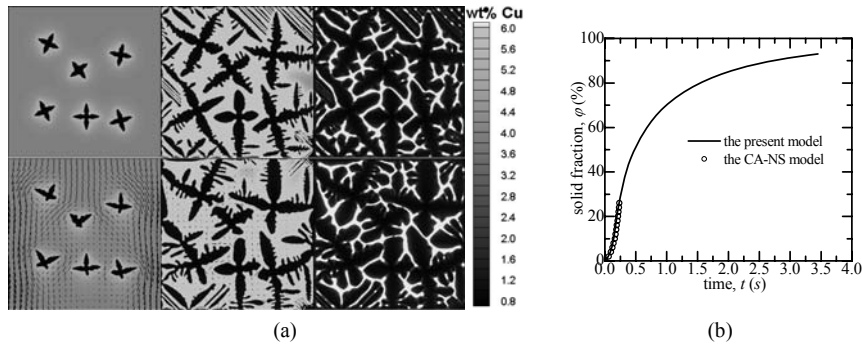 wt% Cu
6.0
5.6
5.2
4.8
4.4
4.0
3.6
3.2
2.8
2.4
2.0
1.6
1.2
0.8
(a)
100
80
60
40
20
0
solid fraction, φ (%)
the present model
the CA-NS model
0.0 0.5 1.0 1.5 2.0 2.5 3.0 3.5 4.0
time, t (s)
(b)